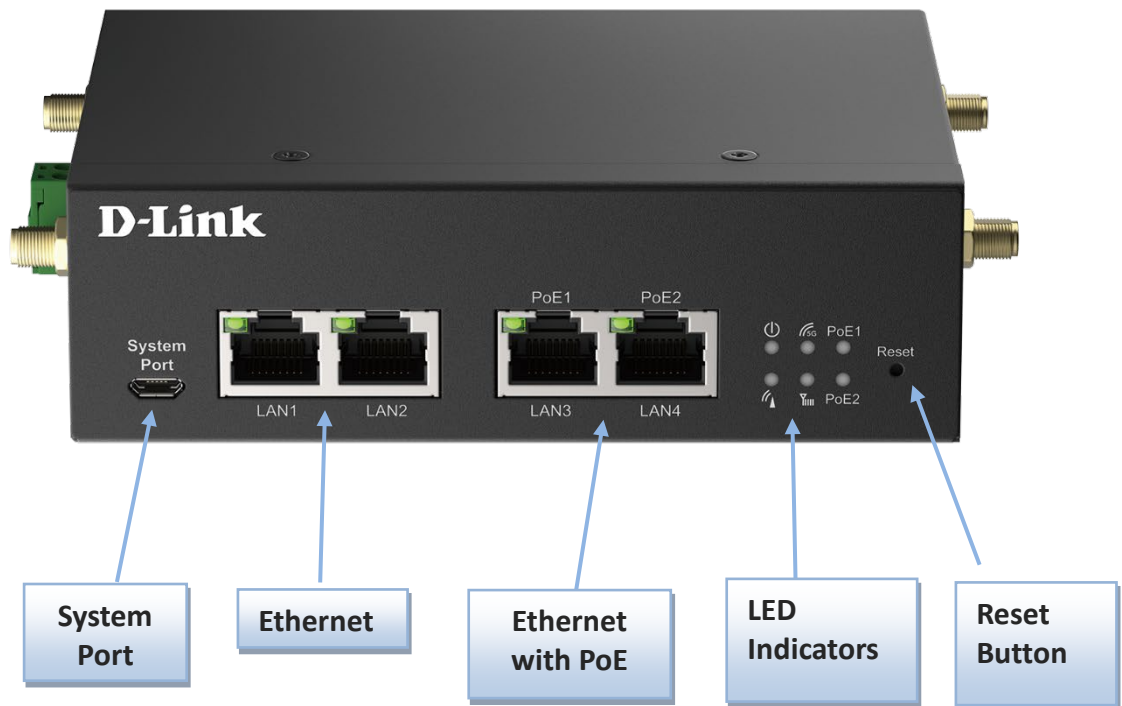 D-Link
PoE1 PoE2
5G PoE1
System
Port
Reset
LAN1 LAN2 LAN3 LAN4 PoE2
System
Port
Ethernet
Ethernet
with PoE
LED
Indicators
Reset
Button